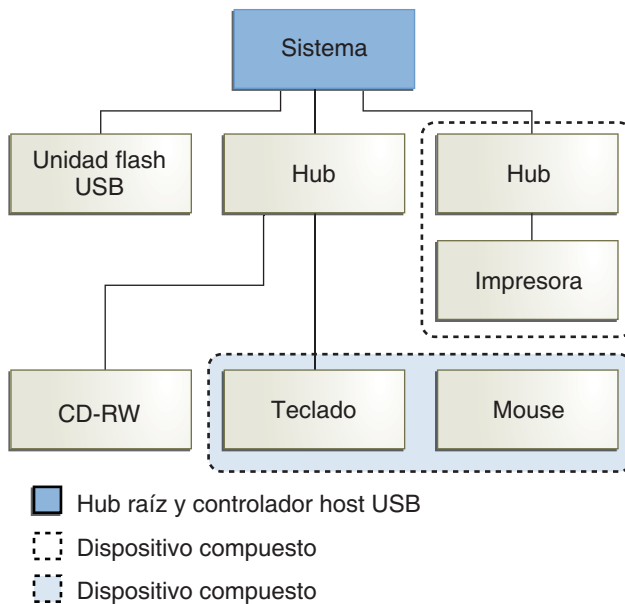 Sistema
Unidad flash
USB
Hub
Hub
Impresora
CD-RW
Teclado
Mouse
Hub raíz y controlador host USB
Dispositivo compuesto
Dispositivo compuesto